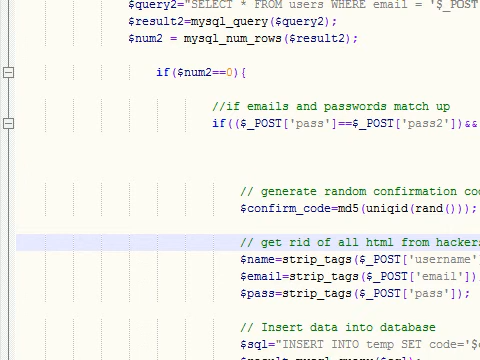 $query2="SELECT * FROM users WHERE email = '$_POST
$result2=mysql_query($query2);
$num2 = mysql_num_rows($result2);
if($num2==0){
//if emails and passwords match up
if(($_POST['pass']==$_POST['pass2'])&&
// generate random confirmation co
$confirm_code=md5(uniqid(rand()));
// get rid of all html from hackers
$name=strip_tags($_POST['username'
$email=strip_tags($_POST['email'])
$pass=strip_tags($_POST['pass']);
// Insert data into database
$sql="INSERT INTO temp SET code='$